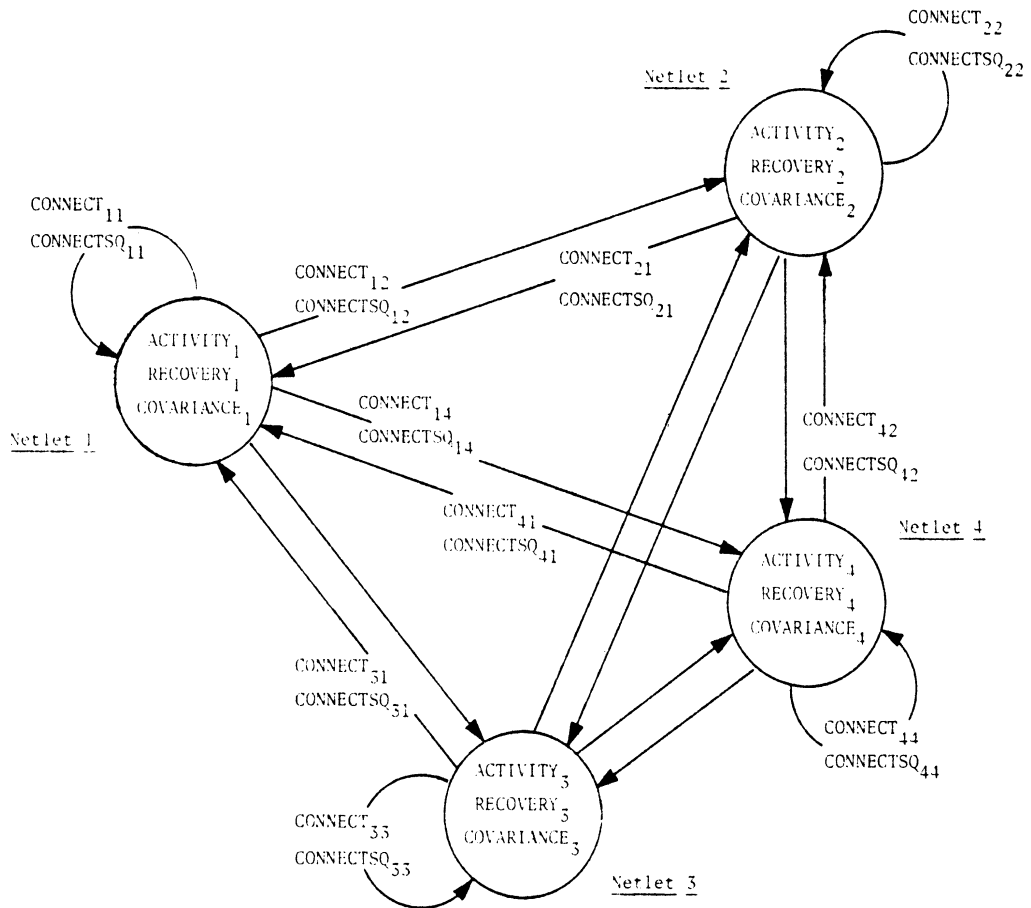 CONNECT22
CONNECTSQ22
Netlet 2
ACTIVITY2
RECOVERY2
COVARIANCE2
CONNECT11
CONNECTSQ11
CONNECT12
CONNECTSQ12
CONNECT21
CONNECTSQ21
ACTIVITY1
RECOVERY1
COVARIANCE1
Netlet 1
CONNECT14
CONNECTSQ14
CONNECT42
CONNECTSQ42
CONNECT41
CONNECTSQ41
Netlet 4
ACTIVITY4
RECOVERY4
COVARIANCE4
CONNECT31
CONNECTSQ31
CONNECT44
CONNECTSQ44
ACTIVITY3
RECOVERY3
COVARIANCE3
CONNECT33
CONNECTSQ33
Netlet 3